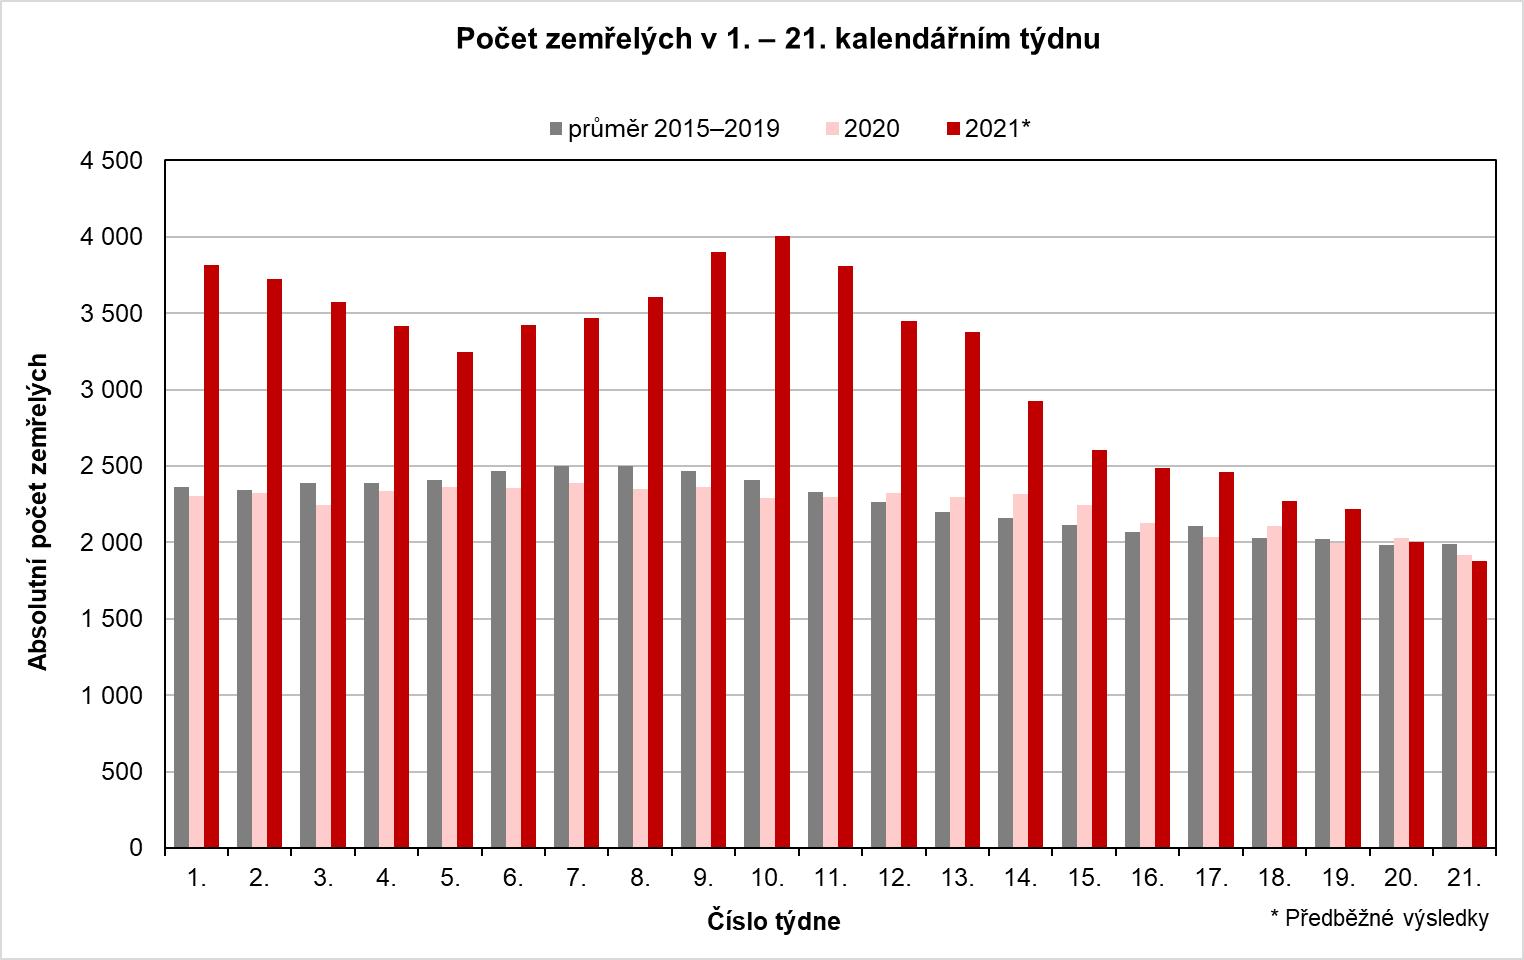 Počet zemřelých v 1. – 21. kalendářním týdnu
průměr 2015–2019 2020 2021*
4 500
4 000
3 500
3 000
2 500
2 000
1 500
1 000
500
0
Absolutní počet zemřelých
1. 2. 3. 4. 5. 6. 7. 8. 9. 10. 11. 12. 13. 14. 15. 16. 17. 18. 19. 20. 21.
Číslo týdne
* Předběžné výsledky